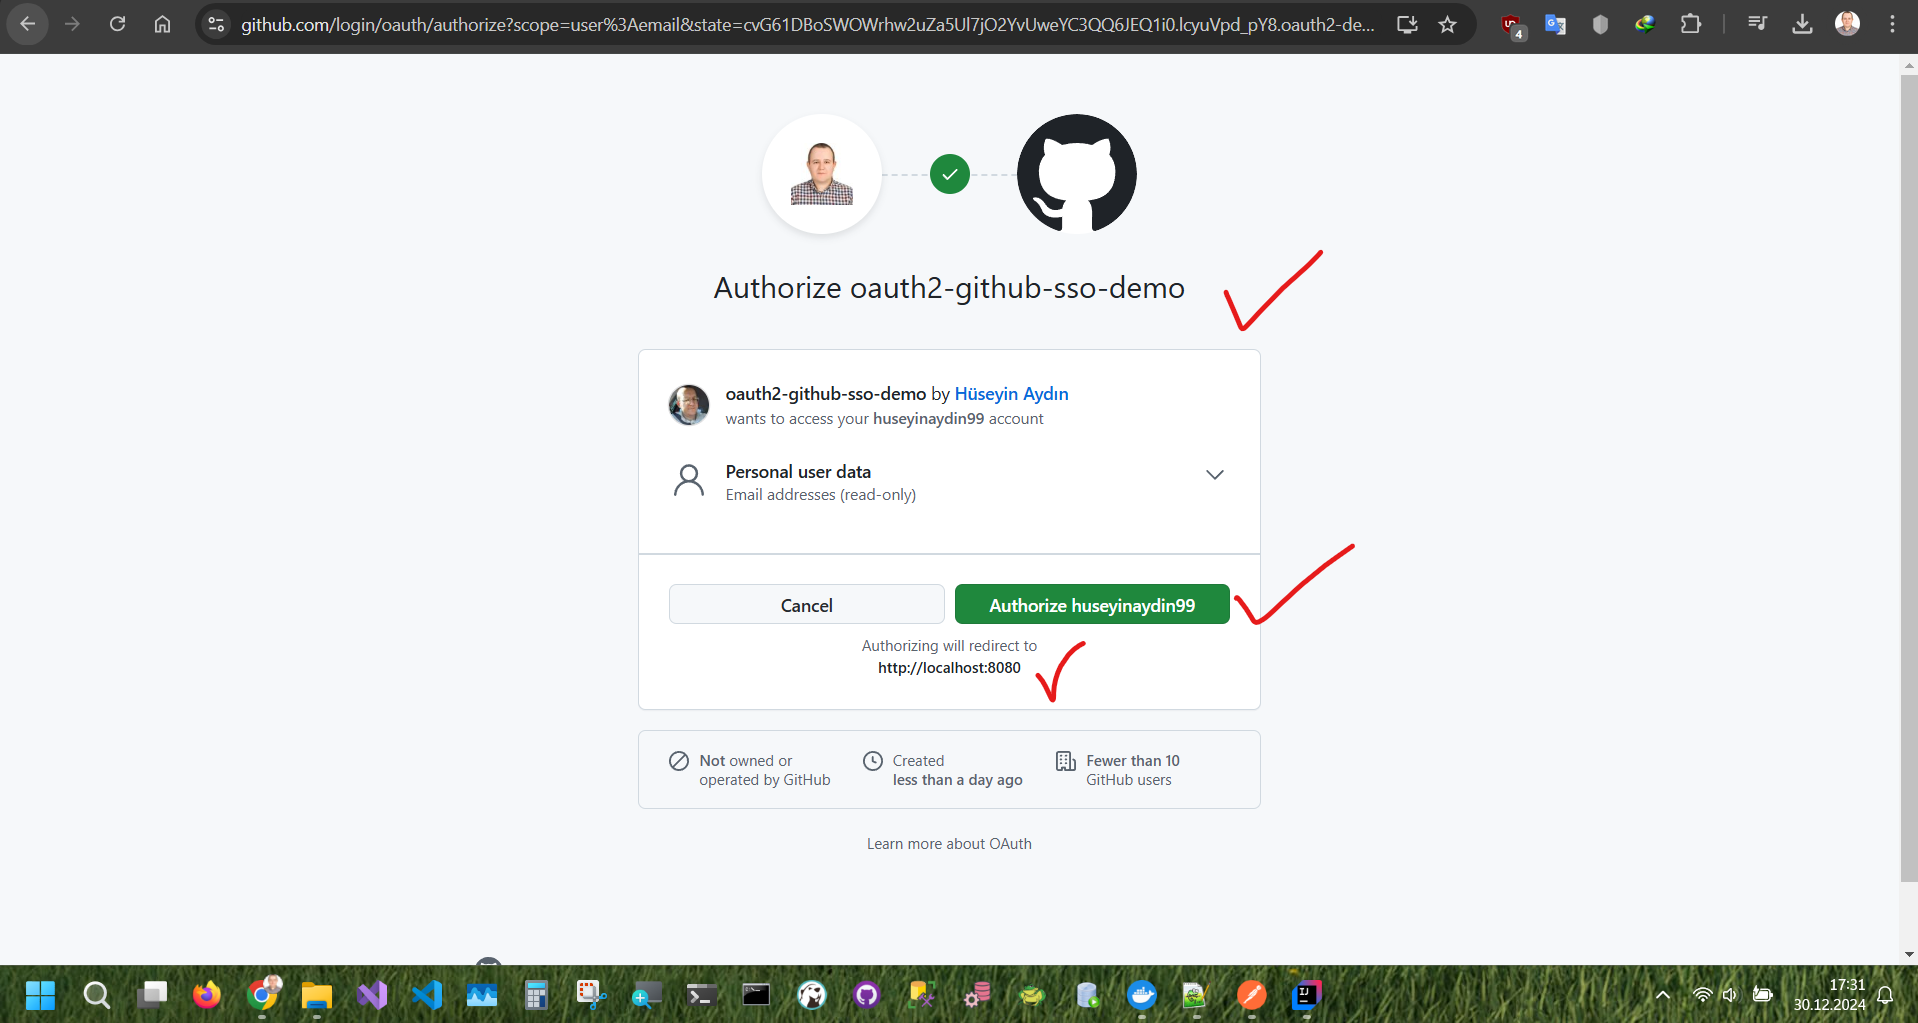 github.com/login/oauth/authorize?scope=user%3Aemail&state=cvG61DBoSWOWrhw2uZa5Ul7jO2YvUweYC3QQ6JEQ1i0.lcyuVpd_pY8.oauth2-de...
4
Authorize oauth2-github-sso-demo
oauth2-github-sso-demo by Hüseyin Aydın
wants to access your huseyinaydin99 account
Personal user data
Email addresses (read-only)
Cancel
Authorize huseyinaydin99
Authorizing will redirect to
http://localhost:8080
Not owned or
operated by GitHub
Created
less than a day ago
Fewer than 10
GitHub users
Learn more about OAuth
17:31
30.12.2024